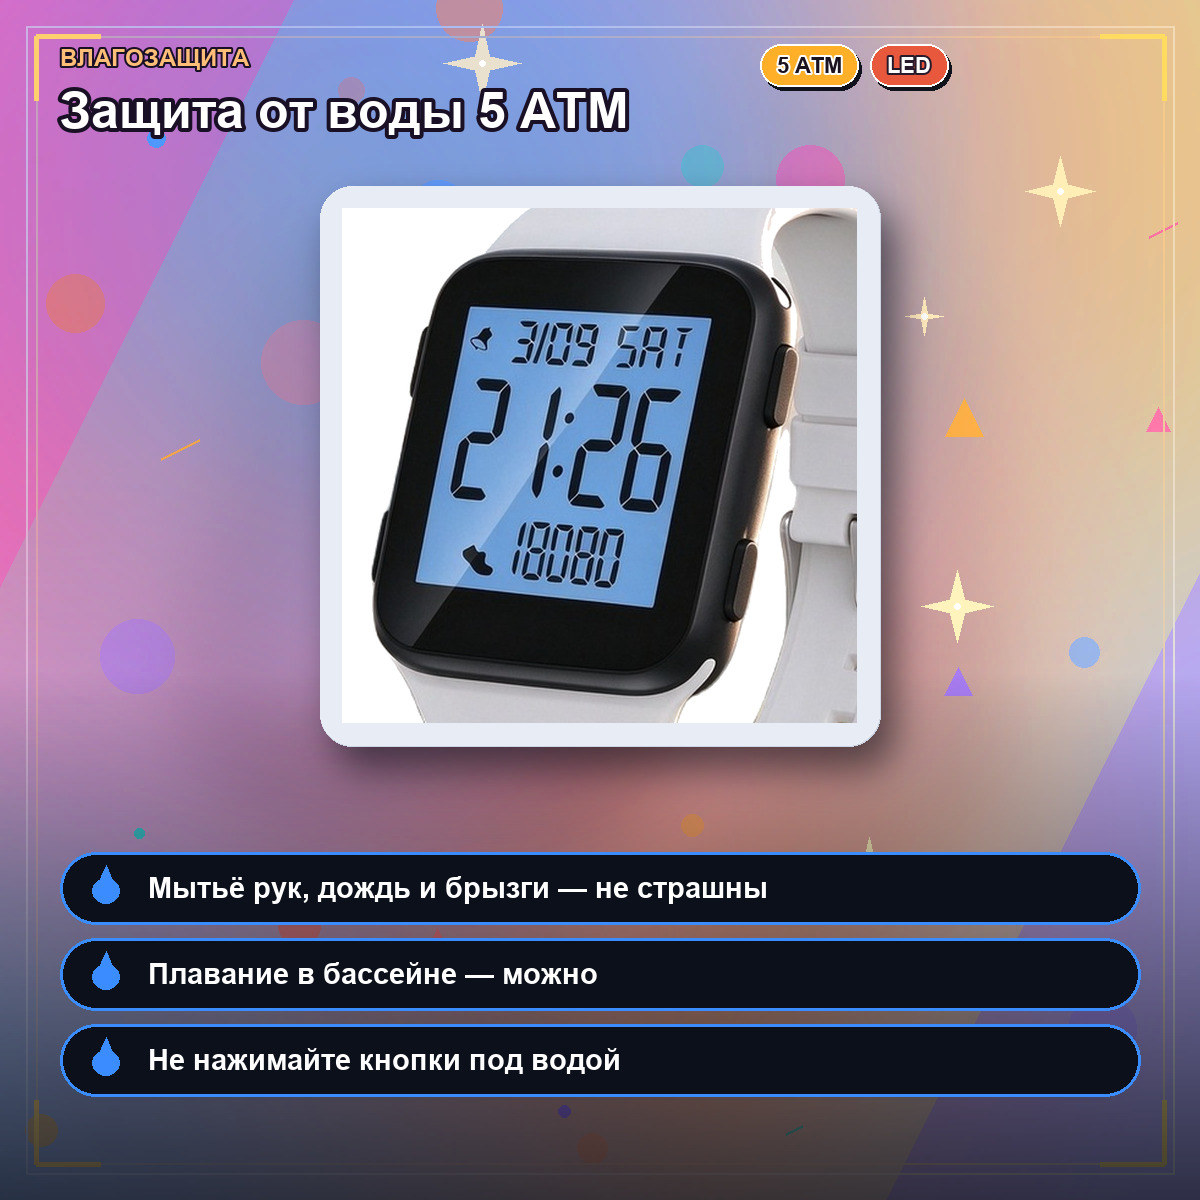 ВЛАГОЗАЩИТА
Защита от воды 5 ATM
5 ATM
LED
3/09 SAT
21:26
18080
Мытьё рук, дождь и брызги — не страшны
Плавание в бассейне — можно
Не нажимайте кнопки под водой